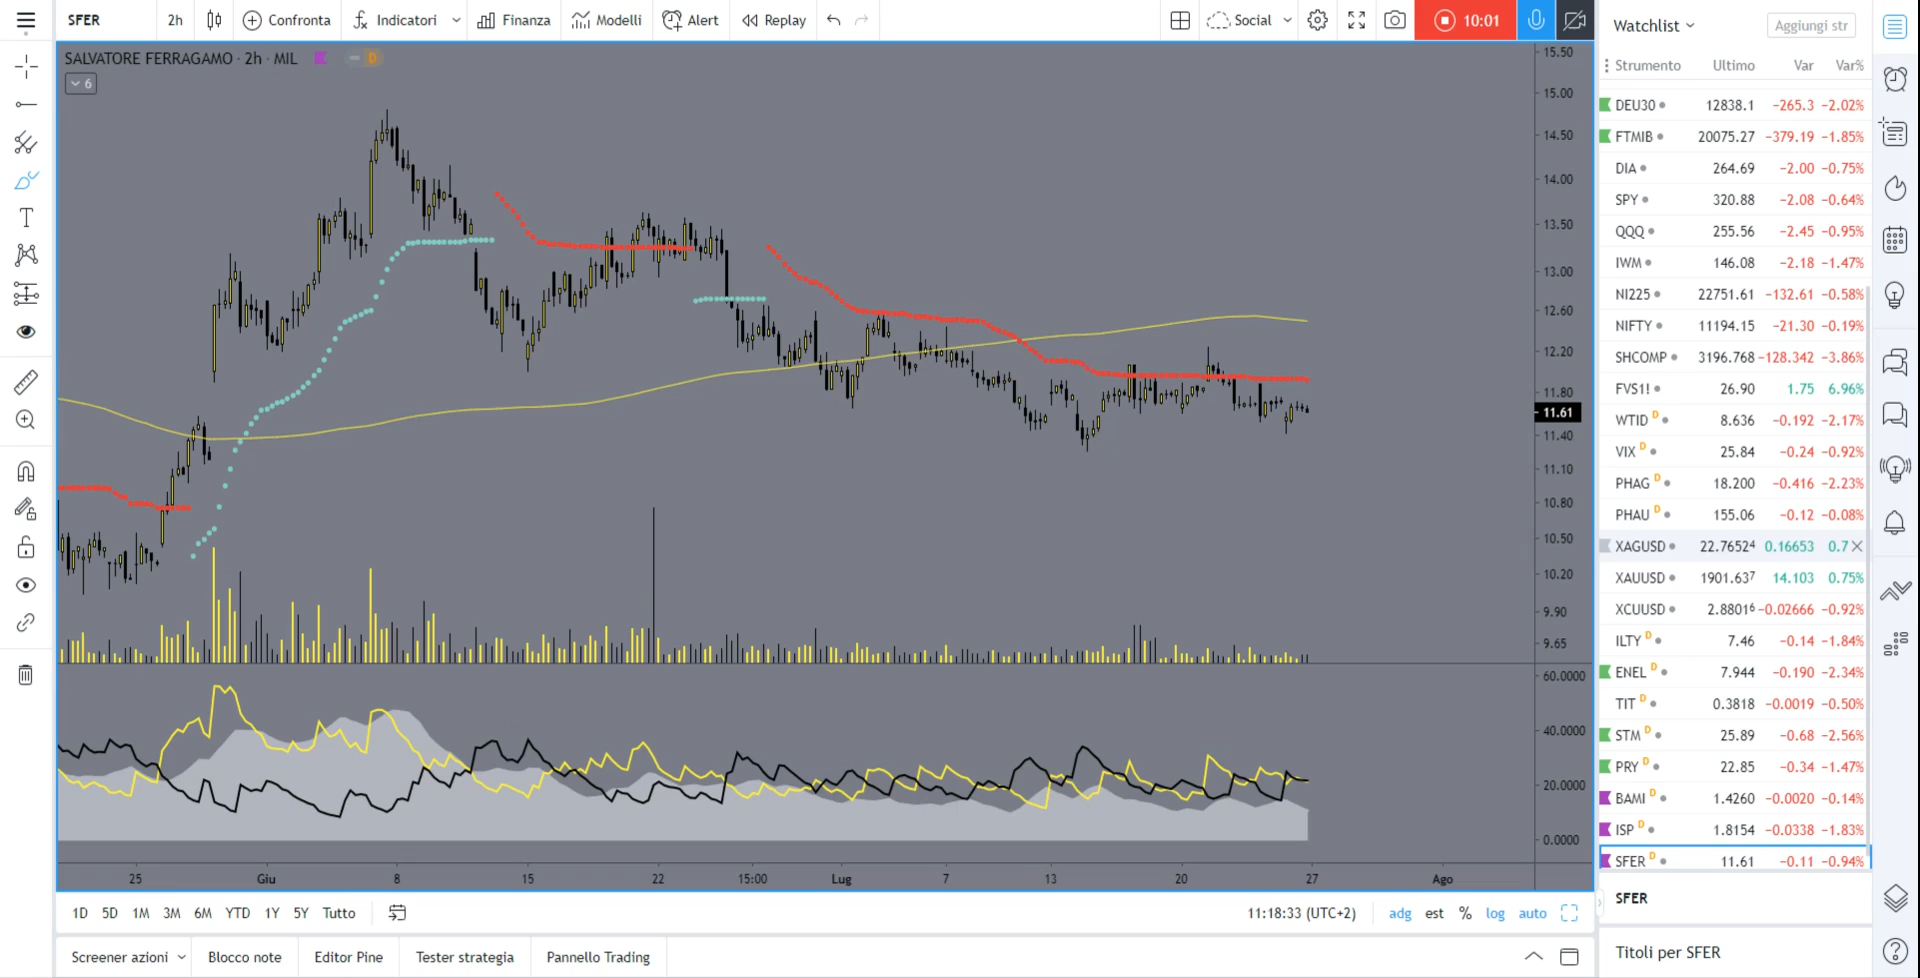 SFER 2h Confronta Indicatori Finanza Modelli Alert Replay Social 10:01
SALVATORE FERRAGAMO · 2h · MIL D
6
15.50
15.00
14.50
14.00
13.50
13.00
12.60
12.20
11.80
11.61
11.40
11.10
10.80
10.50
10.20
9.90
9.65
60.0000
40.0000
20.0000
0.0000
25 Giu 8 15 22 15:00 Lug 7 13 20 27 Ago
1D 5D 1M 3M 6M YTD 1Y 5Y Tutto 11:18:33 (UTC+2) adg est % log auto
Screener azioni Blocco note Editor Pine Tester strategia Pannello Trading
Watchlist Aggiungi str
Strumento Ultimo Var Var%
DEU30 12838.1 −265.3 −2.02%
FTMIB 20075.27 −379.19 −1.85%
DIA 264.69 −2.00 −0.75%
SPY 320.88 −2.08 −0.64%
QQQ 255.56 −2.45 −0.95%
IWM 146.08 −2.18 −1.47%
NI225 22751.61 −132.61 −0.58%
NIFTY 11194.15 −21.30 −0.19%
SHCOMP 3196.768 −128.342 −3.86%
FVS1! 26.90 1.75 6.96%
WTID D 8.636 −0.192 −2.17%
VIX D 25.84 −0.24 −0.92%
PHAG D 18.200 −0.416 −2.23%
PHAU D 155.06 −0.12 −0.08%
XAGUSD 22.7652⁴ 0.16653 0.7
XAUUSD 1901.63⁷ 14.103 0.75%
XCUUSD 2.8801⁶ −0.02666 −0.92%
ILTY D 7.46 −0.14 −1.84%
ENEL D 7.944 −0.190 −2.34%
TIT D 0.3818 −0.0019 −0.50%
STM D 25.89 −0.68 −2.56%
PRY D 22.85 −0.34 −1.47%
BAMI D 1.4260 −0.0020 −0.14%
ISP D 1.8154 −0.0338 −1.83%
SFER D 11.61 −0.11 −0.94%
SFER
Titoli per SFER